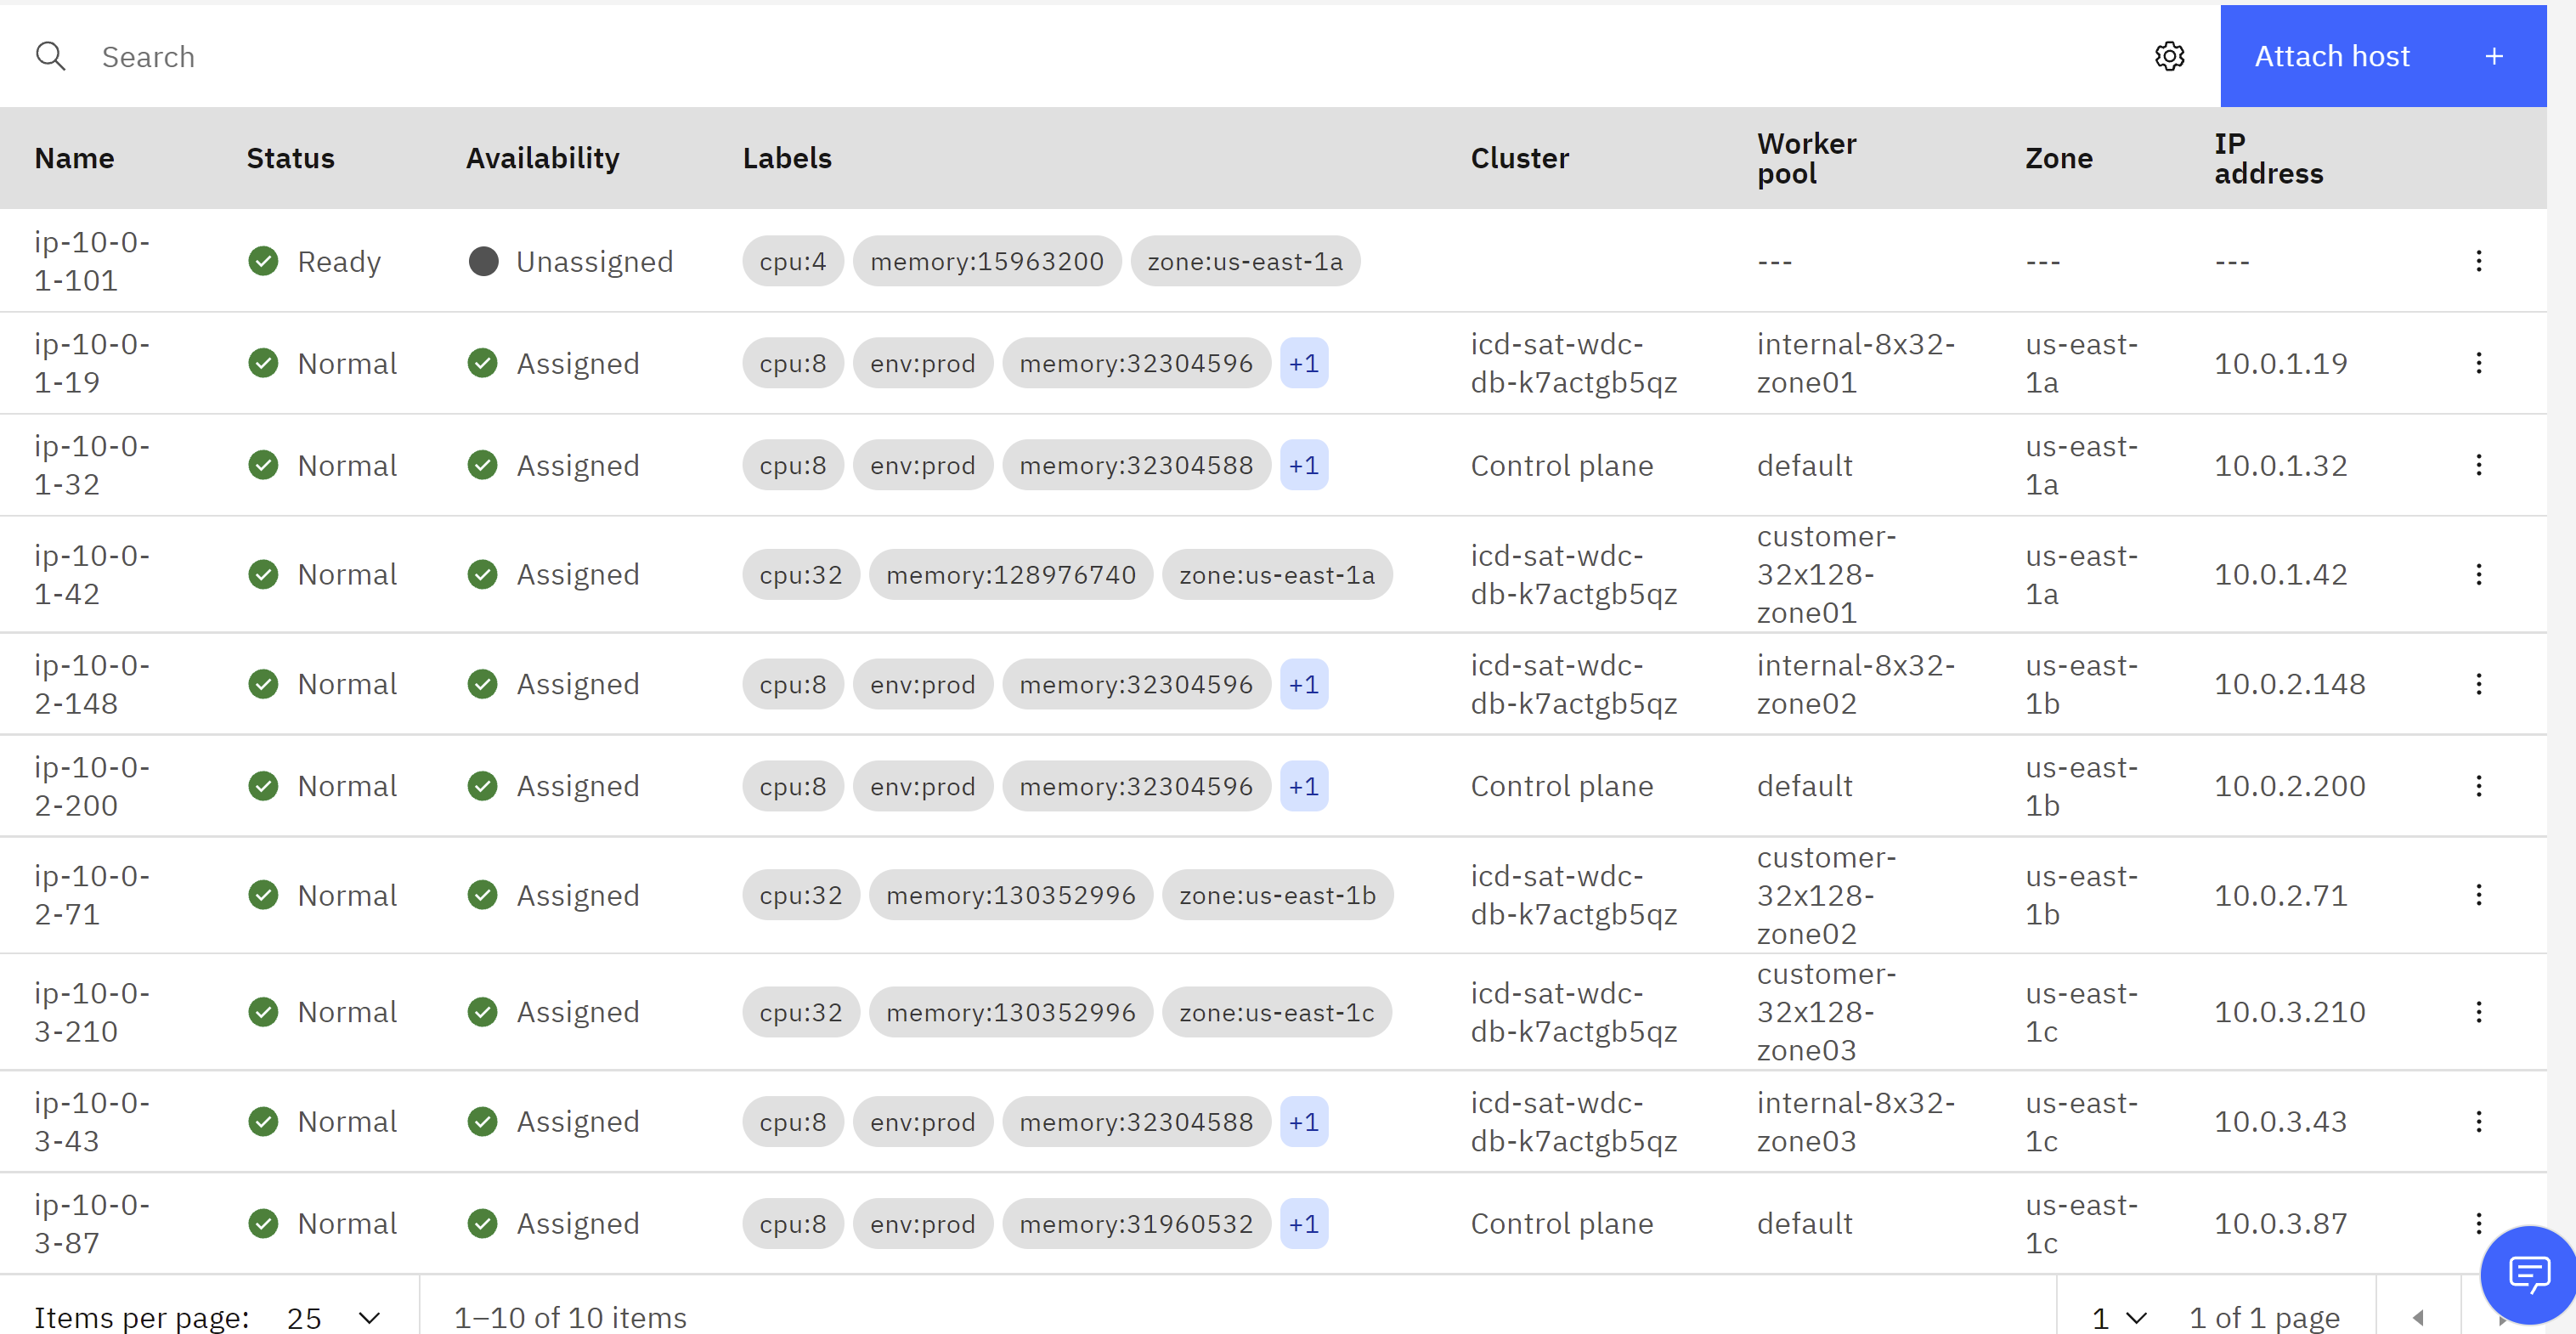 Search
Attach host +
Name Status Availability Labels Cluster Worker pool Zone IP address
ip-10-0-1-101 Ready Unassigned cpu:4 memory:15963200 zone:us-east-1a --- --- ---
ip-10-0-1-19 Normal Assigned cpu:8 env:prod memory:32304596 +1 icd-sat-wdc-db-k7actgb5qz internal-8x32-zone01 us-east-1a 10.0.1.19
ip-10-0-1-32 Normal Assigned cpu:8 env:prod memory:32304588 +1 Control plane default us-east-1a 10.0.1.32
ip-10-0-1-42 Normal Assigned cpu:32 memory:128976740 zone:us-east-1a icd-sat-wdc-db-k7actgb5qz customer-32x128-zone01 us-east-1a 10.0.1.42
ip-10-0-2-148 Normal Assigned cpu:8 env:prod memory:32304596 +1 icd-sat-wdc-db-k7actgb5qz internal-8x32-zone02 us-east-1b 10.0.2.148
ip-10-0-2-200 Normal Assigned cpu:8 env:prod memory:32304596 +1 Control plane default us-east-1b 10.0.2.200
ip-10-0-2-71 Normal Assigned cpu:32 memory:130352996 zone:us-east-1b icd-sat-wdc-db-k7actgb5qz customer-32x128-zone02 us-east-1b 10.0.2.71
ip-10-0-3-210 Normal Assigned cpu:32 memory:130352996 zone:us-east-1c icd-sat-wdc-db-k7actgb5qz customer-32x128-zone03 us-east-1c 10.0.3.210
ip-10-0-3-43 Normal Assigned cpu:8 env:prod memory:32304588 +1 icd-sat-wdc-db-k7actgb5qz internal-8x32-zone03 us-east-1c 10.0.3.43
ip-10-0-3-87 Normal Assigned cpu:8 env:prod memory:31960532 +1 Control plane default us-east-1c 10.0.3.87
Items per page: 25 1–10 of 10 items 1 1 of 1 page